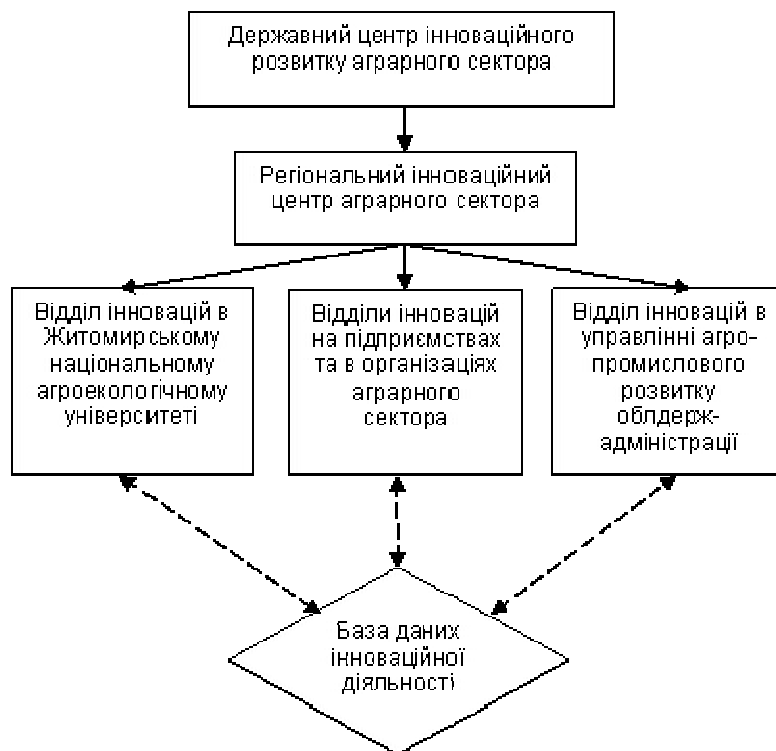 Державний центр інноваційного
розвитку аграрного сектора
Регіональний інноваційний
центр аграрного сектора
Відділ інновацій в
Житомирському
національному
агроекологічному
університеті
Відділи інновацій
на підприємствах
та в організаціях
аграрного
сектора
Відділ інновацій в
управлінні агро-
промислового
розвитку
облдерж-
адміністрації
База даних
інноваційної
діяльності